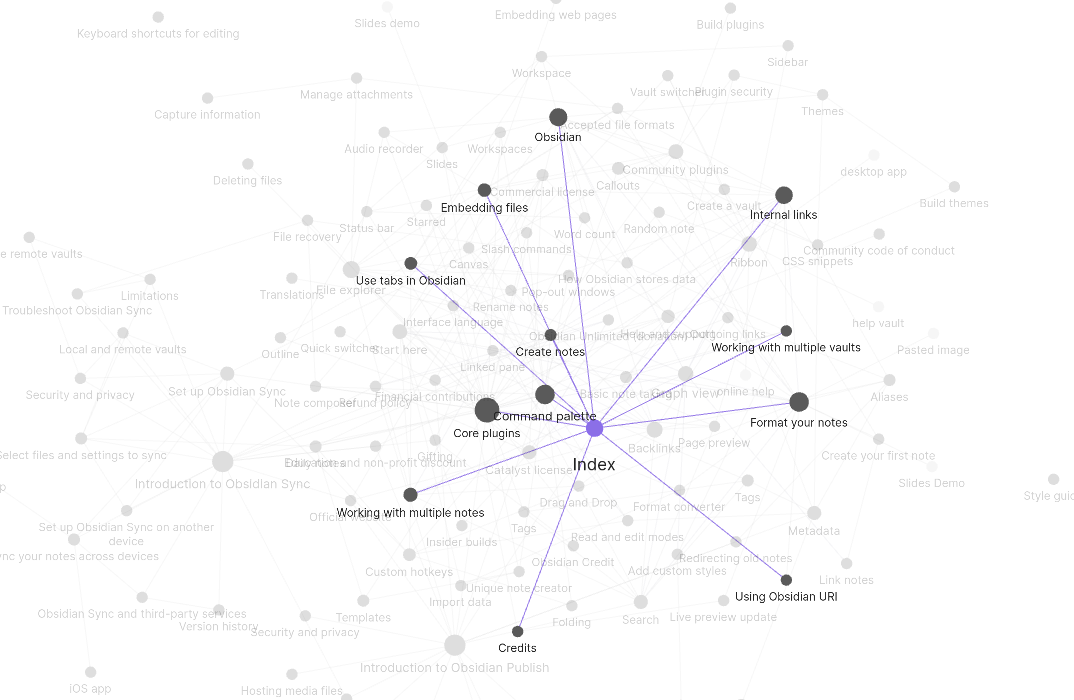 Slides demo
Embedding web pages
Build plugins
Keyboard shortcuts for editing
Sidebar
Workspace
Vault switcher
Plugin security
Manage attachments
Themes
Capture information
Accepted file formats
Obsidian
Audio recorder
Workspaces
Slides
Community plugins
desktop app
Deleting files
Callouts
Commercial license
Build themes
Create a vault
Embedding files
Internal links
Starred
Status bar
Random note
Word count
File recovery
Slash commands
Community code of conduct
e remote vaults
Canvas
Ribbon
CSS snippets
How Obsidian stores data
Use tabs in Obsidian
File explorer
Translations
Pop-out windows
Limitations
Rename notes
Troubleshoot Obsidian Sync
Interface language
help vault
Help and support
Outgoing links
Obsidian Unlimited
Working with multiple vaults
Local and remote vaults
Quick switcher
Start here
Create notes
Outline
Pasted image
Linked pane
Set up Obsidian Sync
Security and privacy
Financial contributions
Basic note taking
Graph view
online help
Aliases
Note composer
Refund policy
Command palette
Core plugins
Format your notes
Page preview
Backlinks
Select files and settings to sync
Gifting
Daily notes
Education and non-profit discount
Index
Catalyst license
Create your first note
Introduction to Obsidian Sync
Slides Demo
p
Style guid
Tags
Drag and Drop
Format converter
Working with multiple notes
Official website
Set up Obsidian Sync on another
device
Tags
Metadata
Insider builds
Read and edit modes
nc your notes across devices
Obsidian Credit
Redirecting old notes
Custom hotkeys
Add custom styles
Link notes
Unique note creator
Using Obsidian URI
Import data
Obsidian Sync and third-party services
Templates
Live preview update
Version history
Security and privacy
Folding
Search
Credits
Introduction to Obsidian Publish
iOS app
Hosting media files